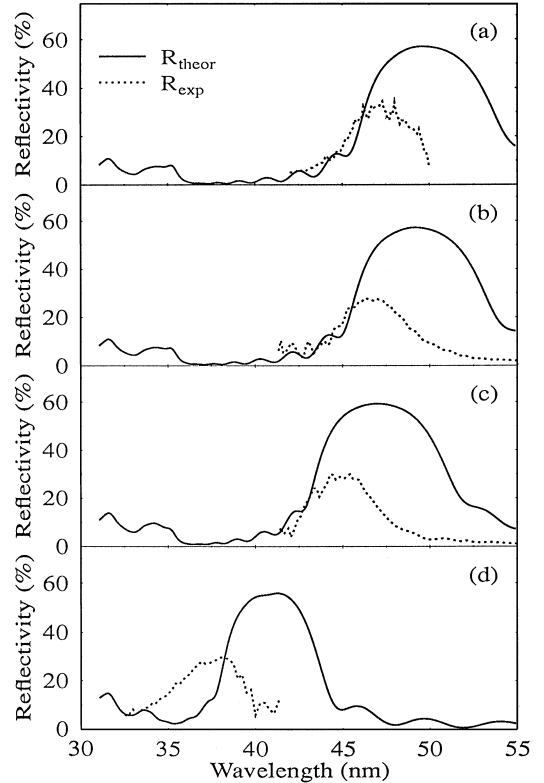 Reflectivity (%)
60
40
20
0
(a)
R_theor
R_exp
Reflectivity (%)
60
40
20
0
(b)
Reflectivity (%)
60
40
20
0
(c)
Reflectivity (%)
60
40
20
0
(d)
30 35 40 45 50 55
Wavelength (nm)